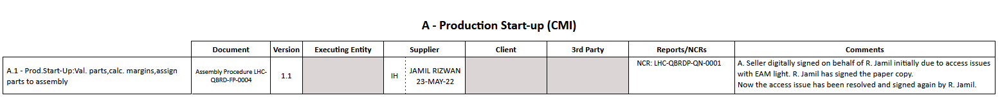 A - Production Start-up (CMI)
Document Version Executing Entity Supplier Client 3rd Party Reports/NCRs Comments
A.1 - Prod.Start-Up:Val. parts,calc. margins,assign
parts to assembly
Assembly Procedure LHC-
QBRD-FP-0004
1.1
IH
JAMIL RIZWAN
23-MAY-22
NCR: LHC-QBRDP-QN-0001
A. Seller digitally signed on behalf of R. Jamil initially due to access issues
with EAM light. R. Jamil has signed the paper copy.
Now the access issue has been resolved and signed again by R. Jamil.